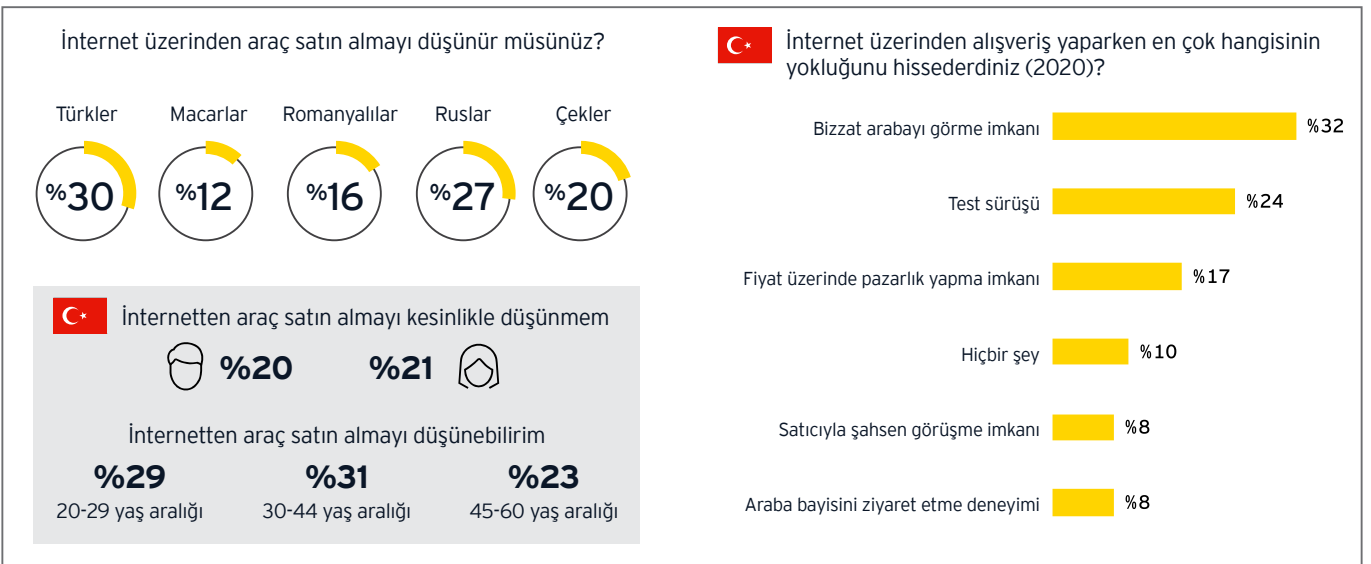 İnternet üzerinden araç satın almayı düşünür müsünüz?
Türkler
Macarlar
Romanyalılar
Ruslar
Çekler
%30
%12
%16
%27
%20
İnternetten araç satın almayı kesinlikle düşünmem
%20
%21
İnternetten araç satın almayı düşünebilirim
%29
%31
%23
20-29 yaş aralığı
30-44 yaş aralığı
45-60 yaş aralığı
İnternet üzerinden alışveriş yaparken en çok hangisinin
yokluğunu hissederdiniz (2020)?
Bizzat arabayı görme imkanı
%32
Test sürüşü
%24
Fiyat üzerinde pazarlık yapma imkanı
%17
Hiçbir şey
%10
Satıcıyla şahsen görüşme imkanı
%8
Araba bayisini ziyaret etme deneyimi
%8